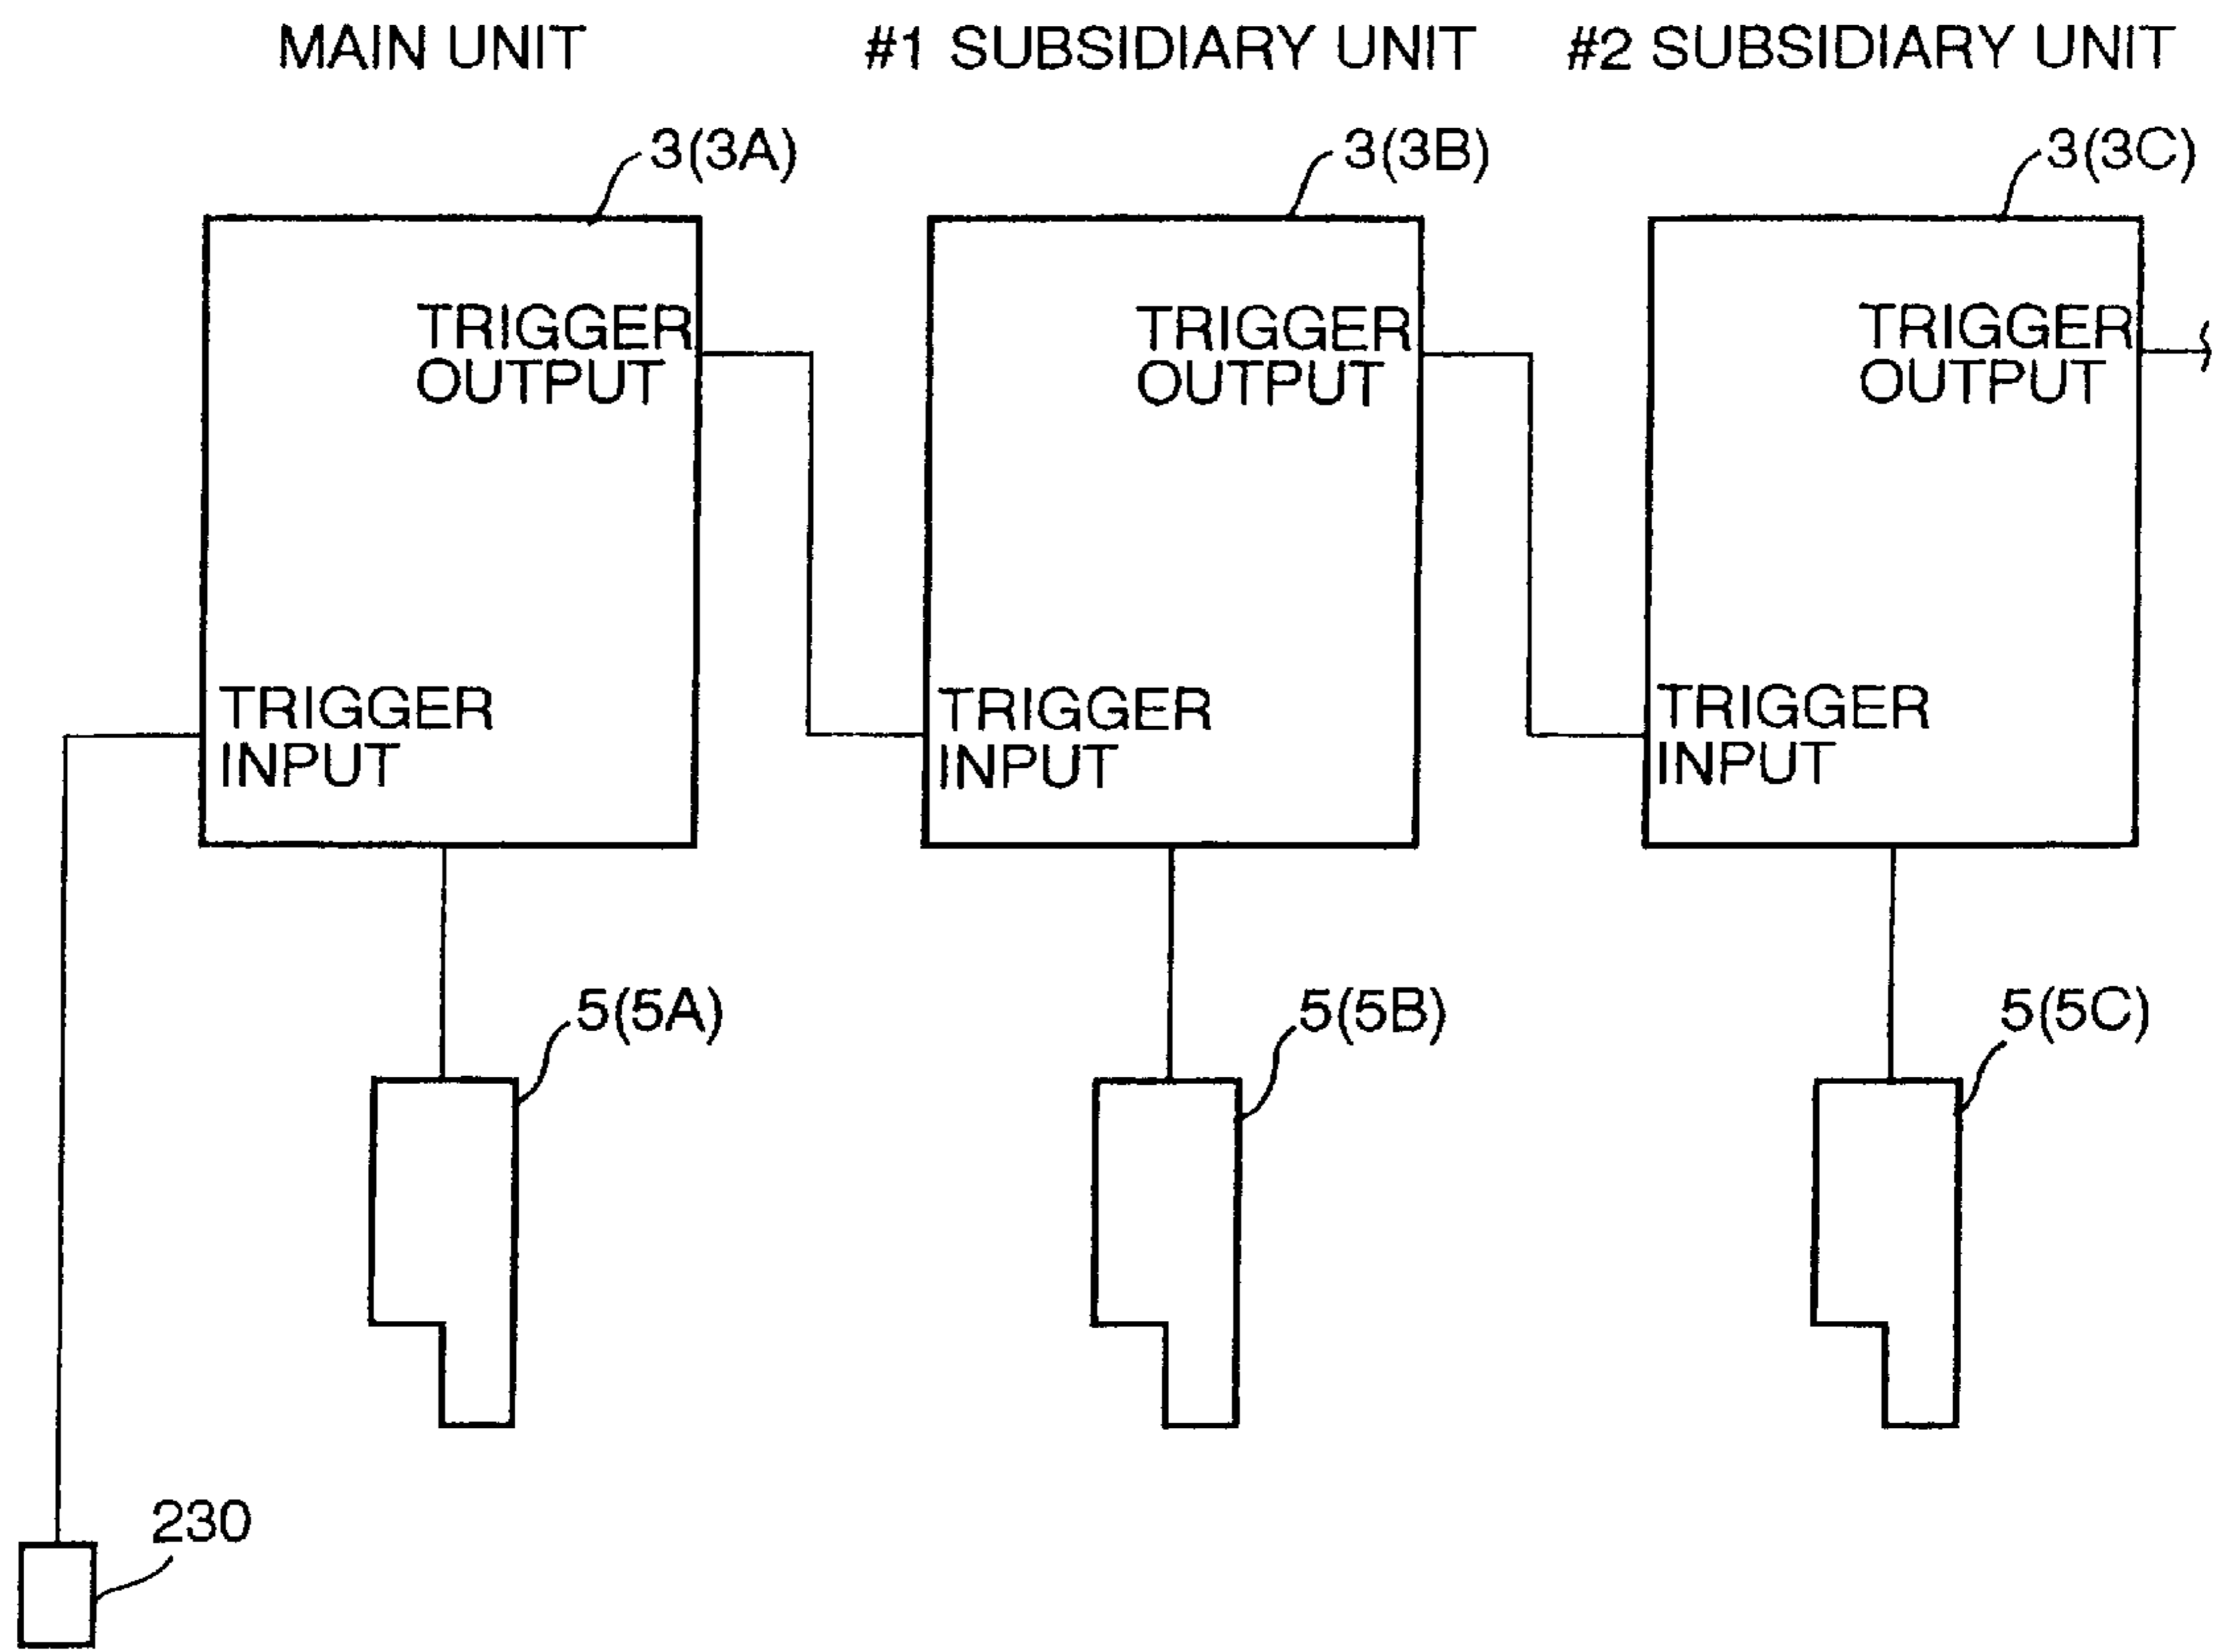 MAIN UNIT
#1 SUBSIDIARY UNIT
#2 SUBSIDIARY UNIT
3(3A)
3(3B)
3(3C)
TRIGGER
OUTPUT
TRIGGER
OUTPUT
TRIGGER
OUTPUT
TRIGGER
INPUT
TRIGGER
INPUT
TRIGGER
INPUT
5(5A)
5(5B)
5(5C)
230